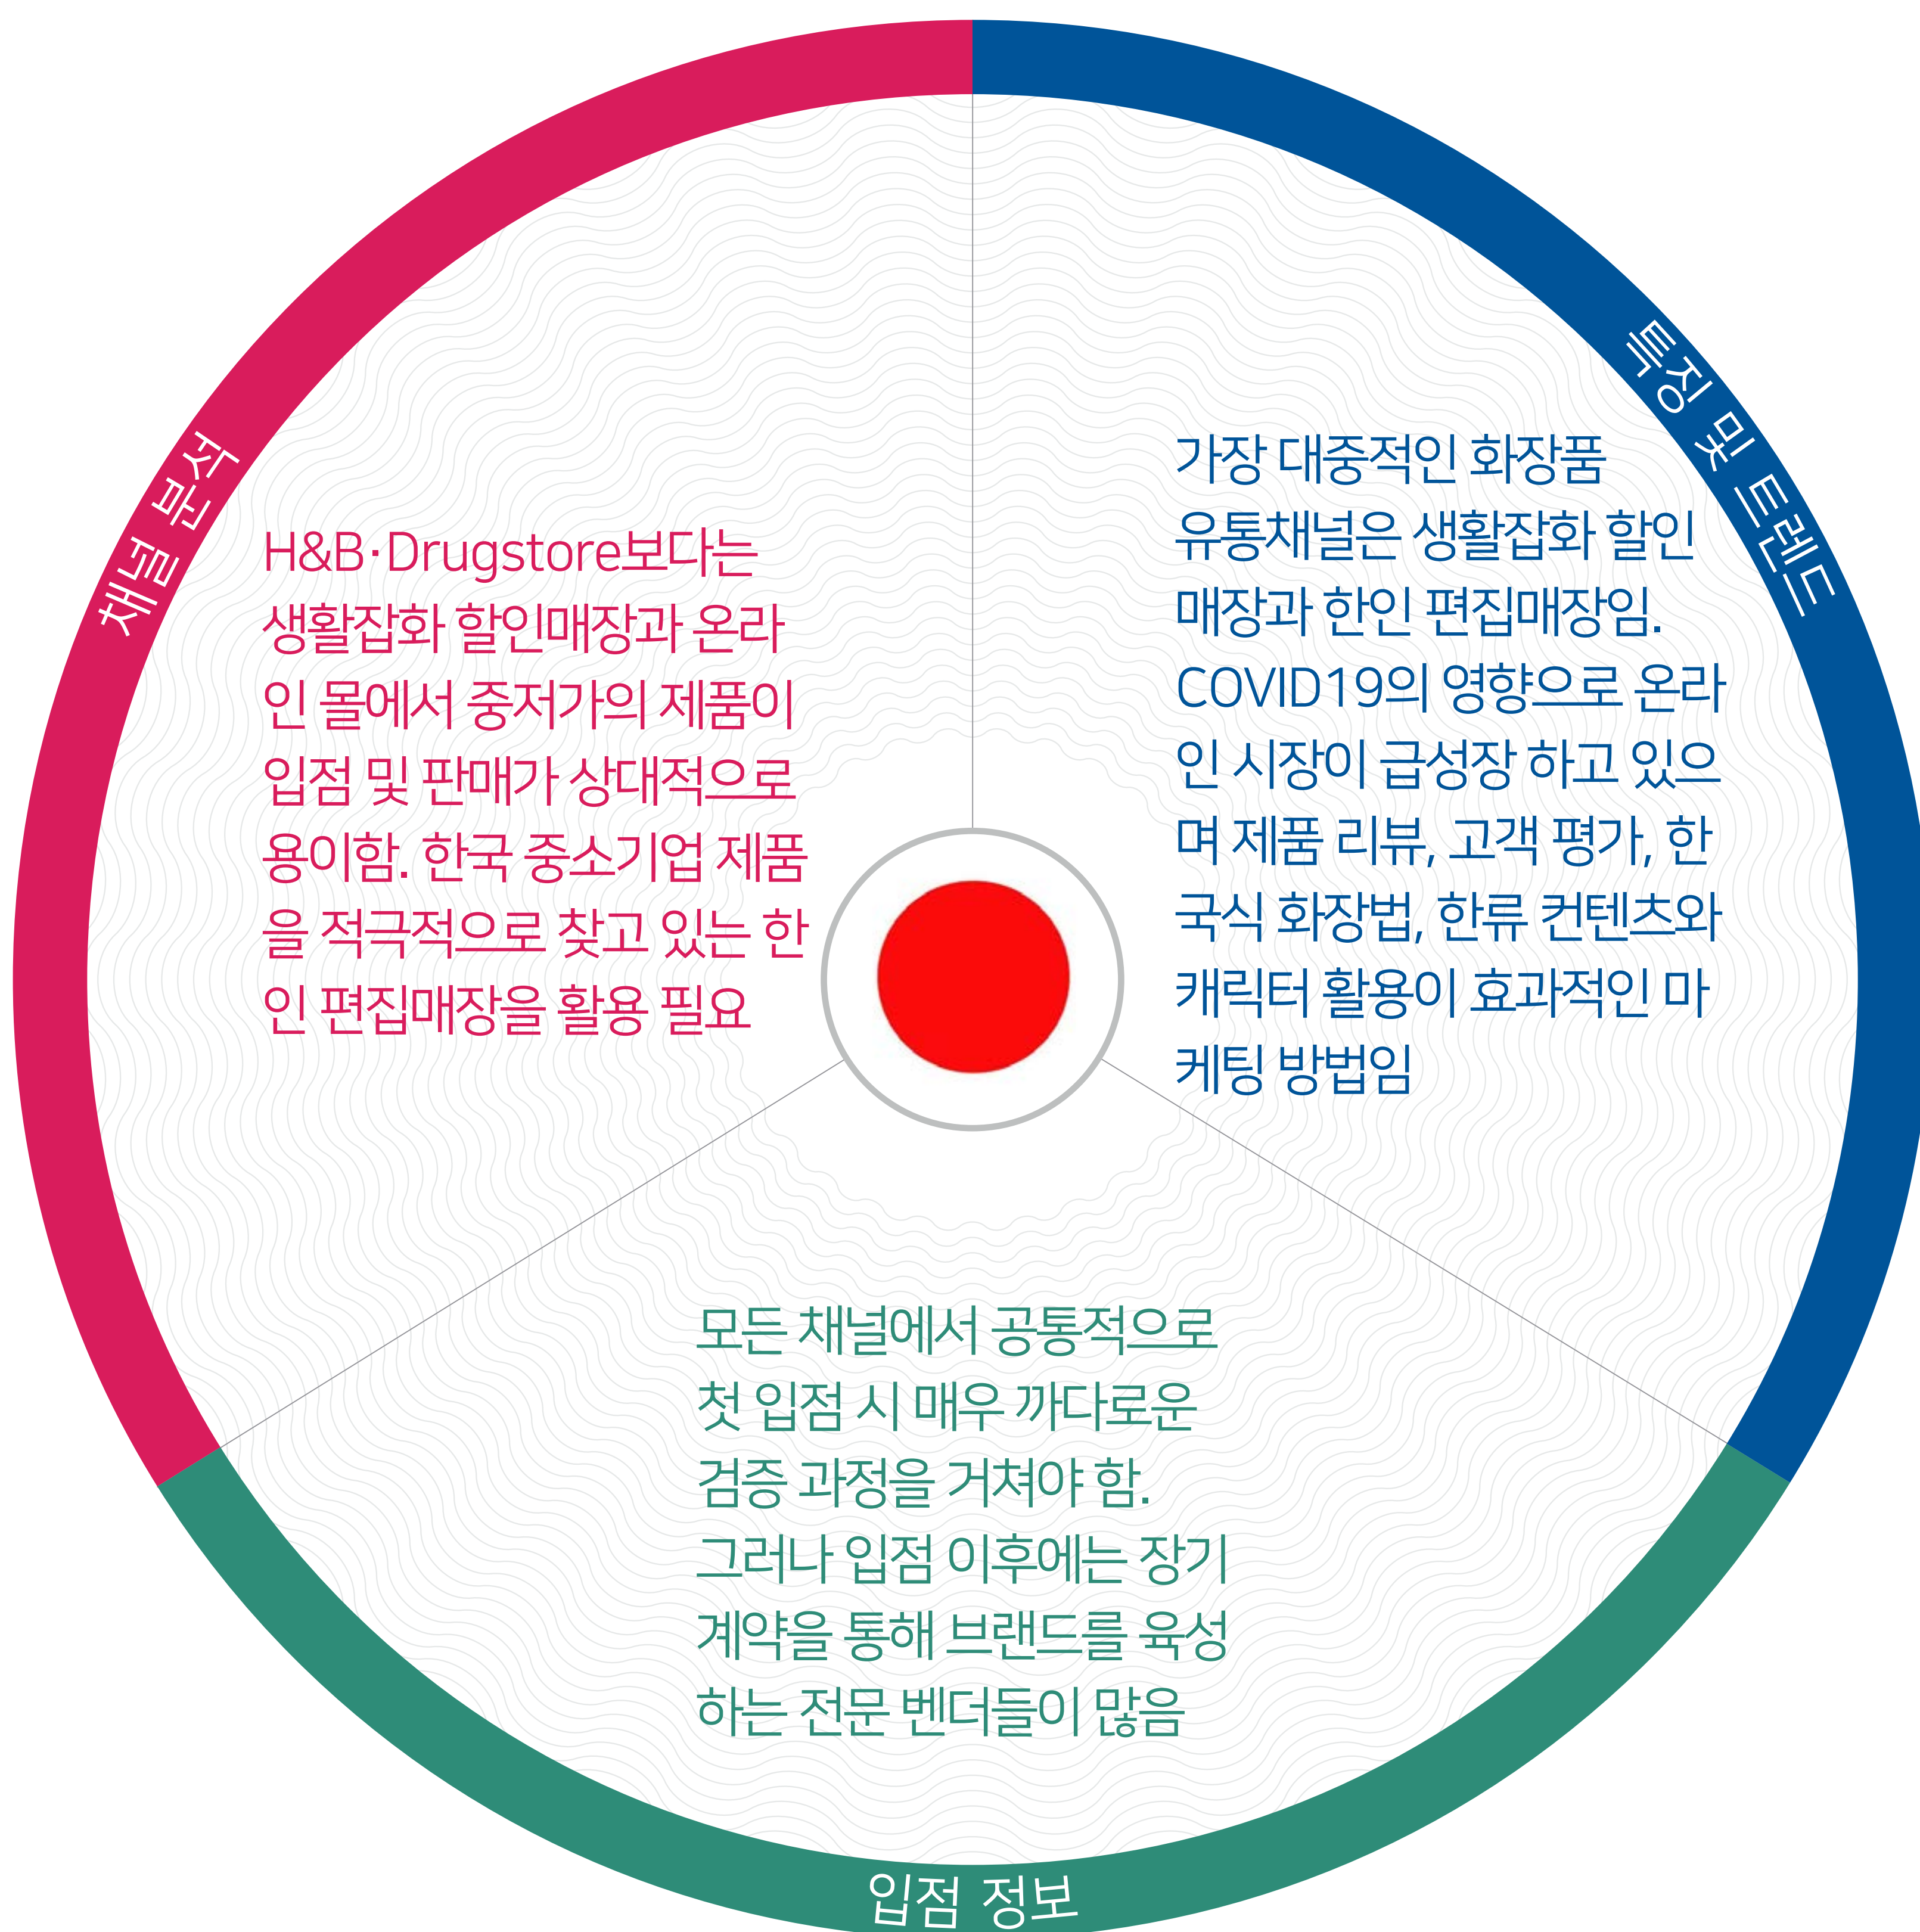 채널 분석
H&B·Drugstore보다는
생활잡화 할인매장과 온라
인 몰에서 중저가의 제품이
입점 및 판매가 상대적으로
용이함. 한국 중소기업 제품
을 적극적으로 찾고 있는 한
인 편집매장을 활용 필요
특징 및 트렌드
가장 대중적인 화장품
유통채널은 생활잡화 할인
매장과 한인 편집매장임.
COVID19의 영향으로 온라
인 시장이 급성장 하고 있으
며 제품 리뷰, 고객 평가, 한
국식 화장법, 한류 컨텐츠와
캐릭터 활용이 효과적인 마
케팅 방법임
모든 채널에서 공통적으로
첫 입점 시 매우 까다로운
검증 과정을 거쳐야 함.
그러나 입점 이후에는 장기
계약을 통해 브랜드를 육성
하는 전문 벤더들이 많음
입점 정보